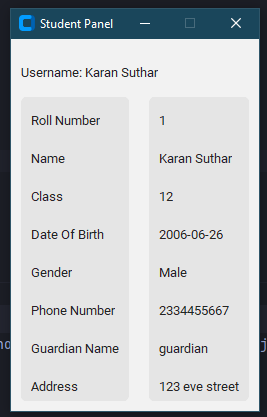 Student Panel
Username: Karan Suthar
Roll Number 1
Name Karan Suthar
Class 12
Date Of Birth 2006-06-26
Gender Male
Phone Number 2334455667
Guardian Name guardian
Address 123 eve street